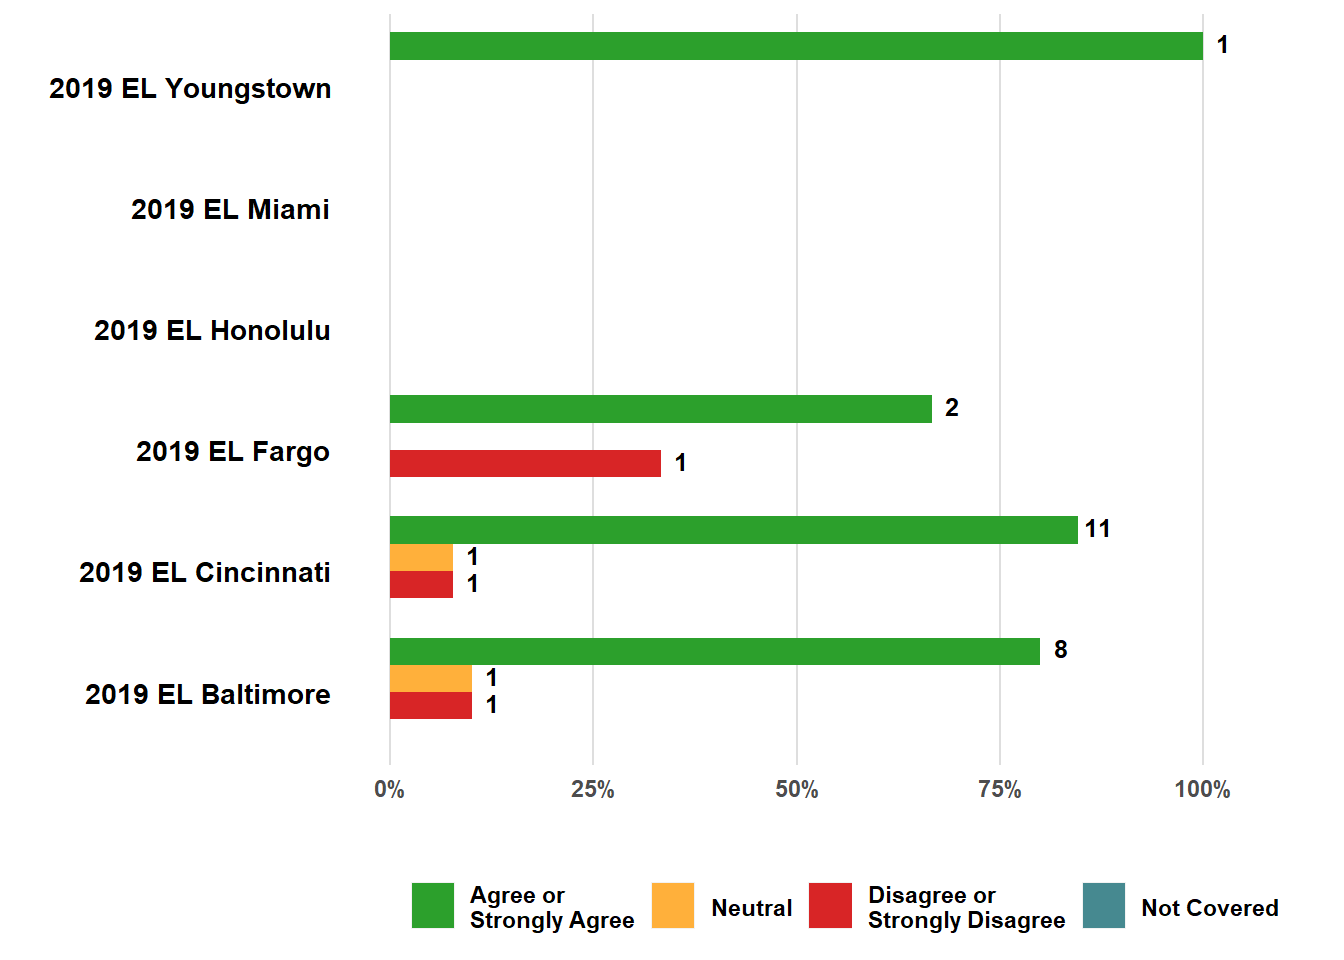 1
2019 EL Youngstown
2019 EL Miami
2019 EL Honolulu
2
2019 EL Fargo
1
11
1
2019 EL Cincinnati
1
8
1
2019 EL Baltimore
1
0% 25% 50% 75% 100%
Agree or
Strongly Agree
Neutral
Disagree or
Strongly Disagree
Not Covered